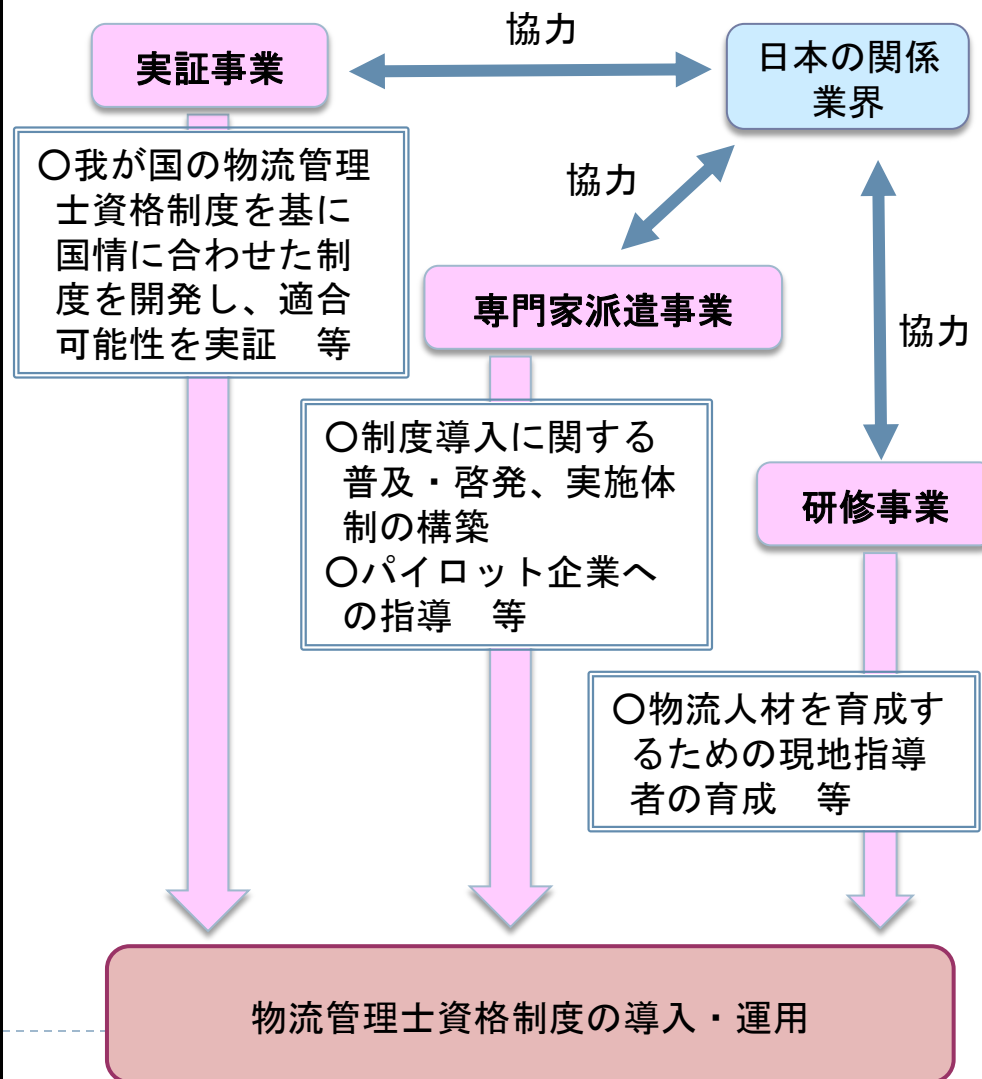 協力
実証事業
日本の関係
業界
〇我が国の物流管理
士資格制度を基に
国情に合わせた制
度を開発し、適合
可能性を実証　等
協力
専門家派遣事業
協力
〇制度導入に関する
普及・啓発、実施体
制の構築
〇パイロット企業へ
の指導　等
研修事業
〇物流人材を育成す
るための現地指導
者の育成　等
物流管理士資格制度の導入・運用